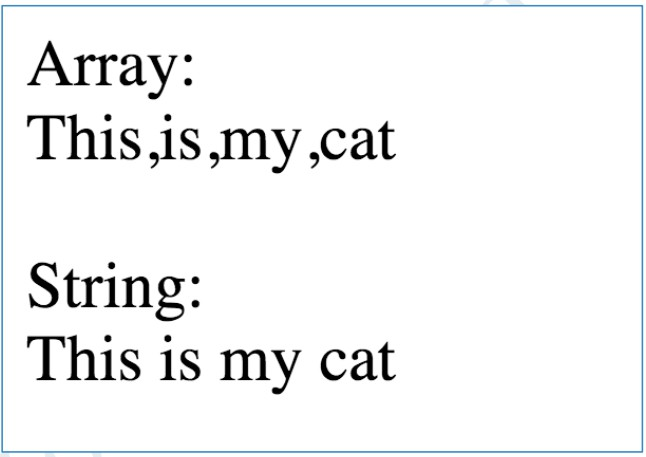 Array:
This,is,my,cat
String:
This is my cat